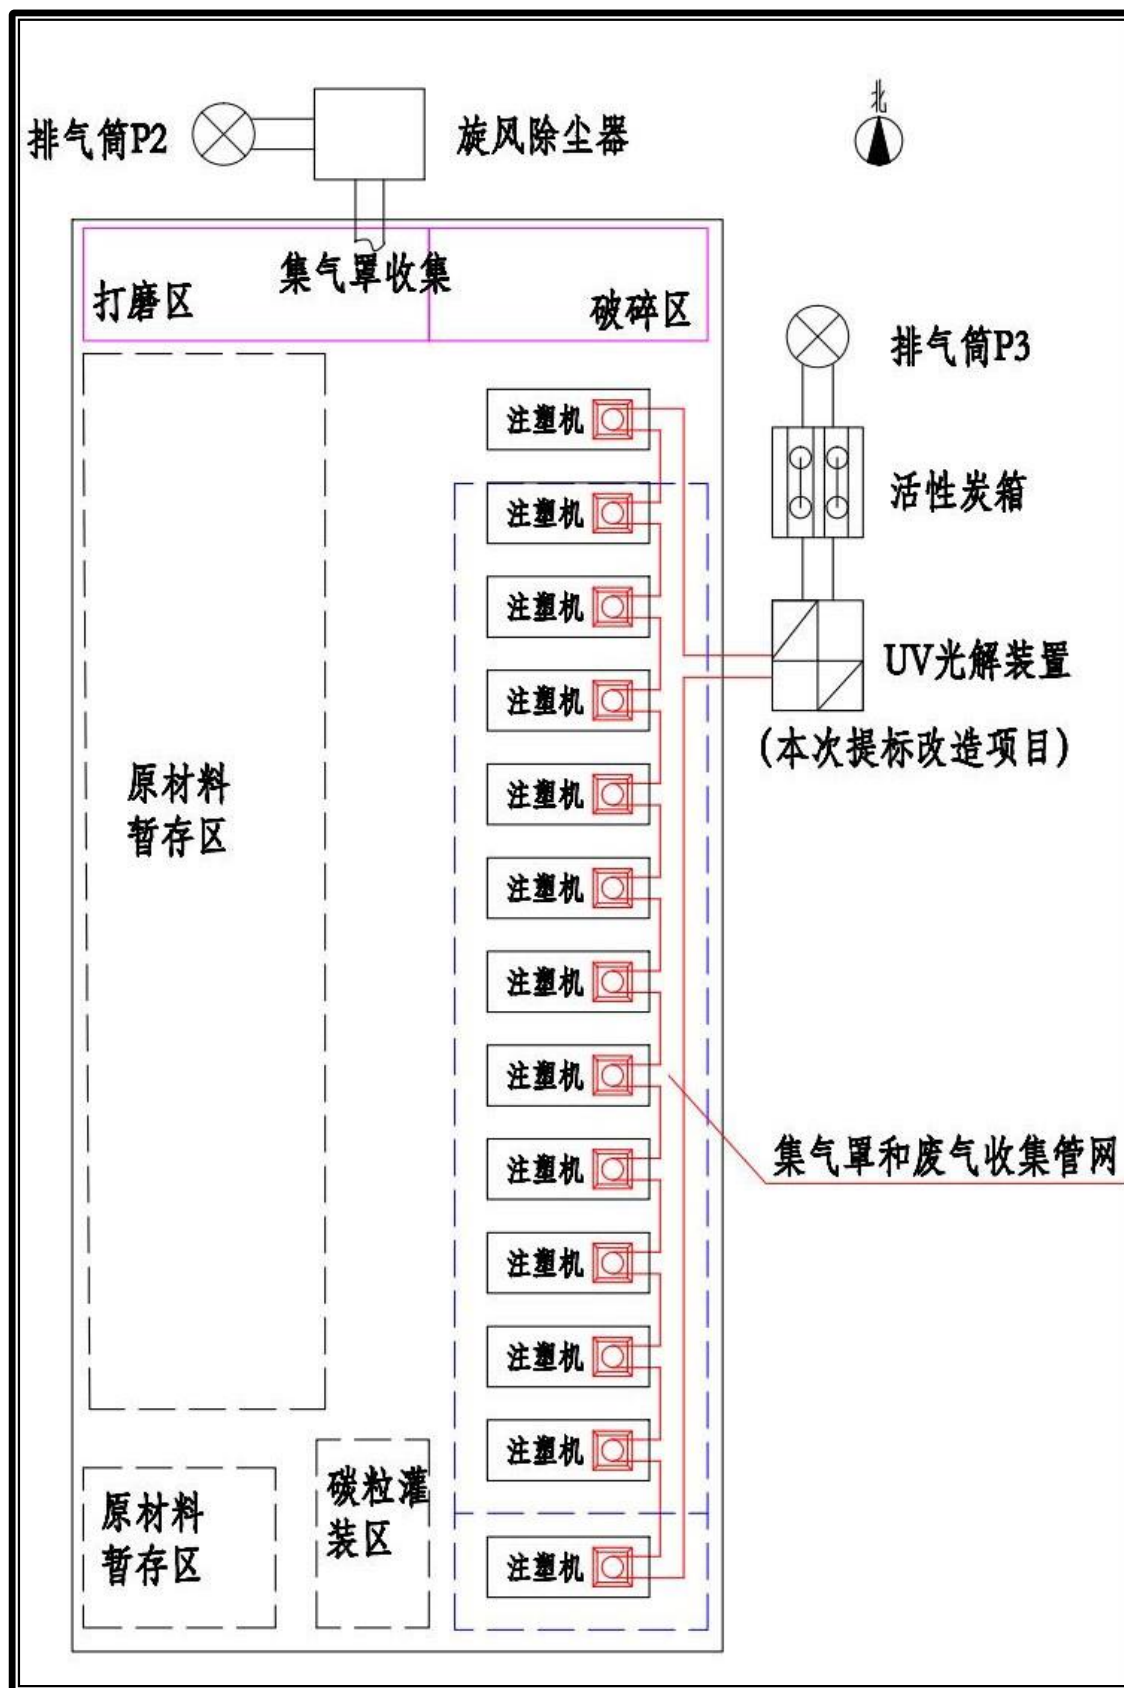 北
排气筒P2
旋风除尘器
集气罩收集
打磨区
破碎区
排气筒P3
注塑机
活性炭箱
注塑机
注塑机
UV光解装置
注塑机
(本次提标改造项目)
原材料
暂存区
注塑机
注塑机
注塑机
注塑机
集气罩和废气收集管网
注塑机
注塑机
注塑机
注塑机
碳粒灌
装区
原材料
暂存区
注塑机